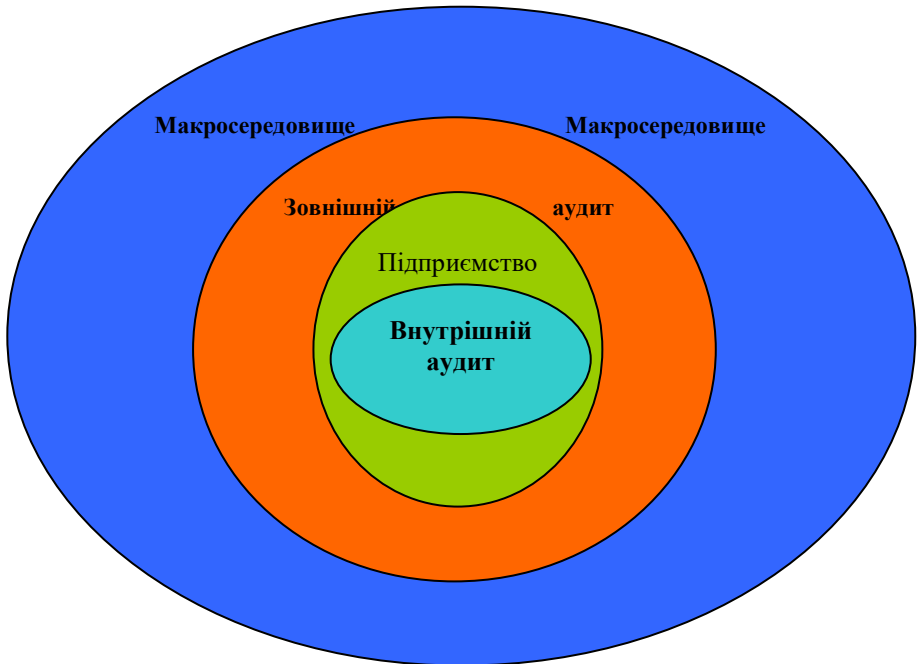 Макросередовище Макросередовище
Зовнішній аудит
Підприємство
Внутрішній
аудит